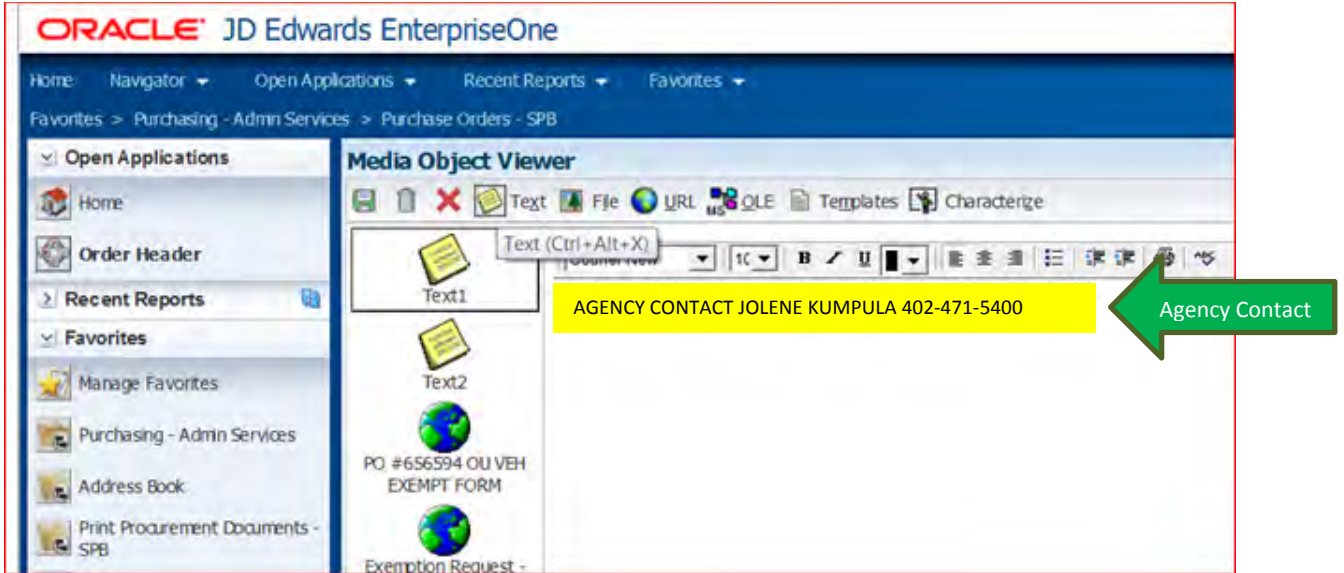 ORACLE JD Edwards EnterpriseOne
Home Navigator Open Applications Recent Reports Favorites
Favorites > Purchasing - Admin Services > Purchase Orders - SPB
Open Applications
Home
Order Header
Recent Reports
Favorites
Manage Favorites
Purchasing - Admin Services
Address Book
Print Procurement Documents -
SPB
Media Object Viewer
Text File URL OLE Templates Characterize
Text (Ctrl+Alt+X)
B I U
Text1
Text2
PO #656594 OU VEH
EXEMPT FORM
Exemption Request -
AGENCY CONTACT JOLENE KUMPULA 402-471-5400
Agency Contact